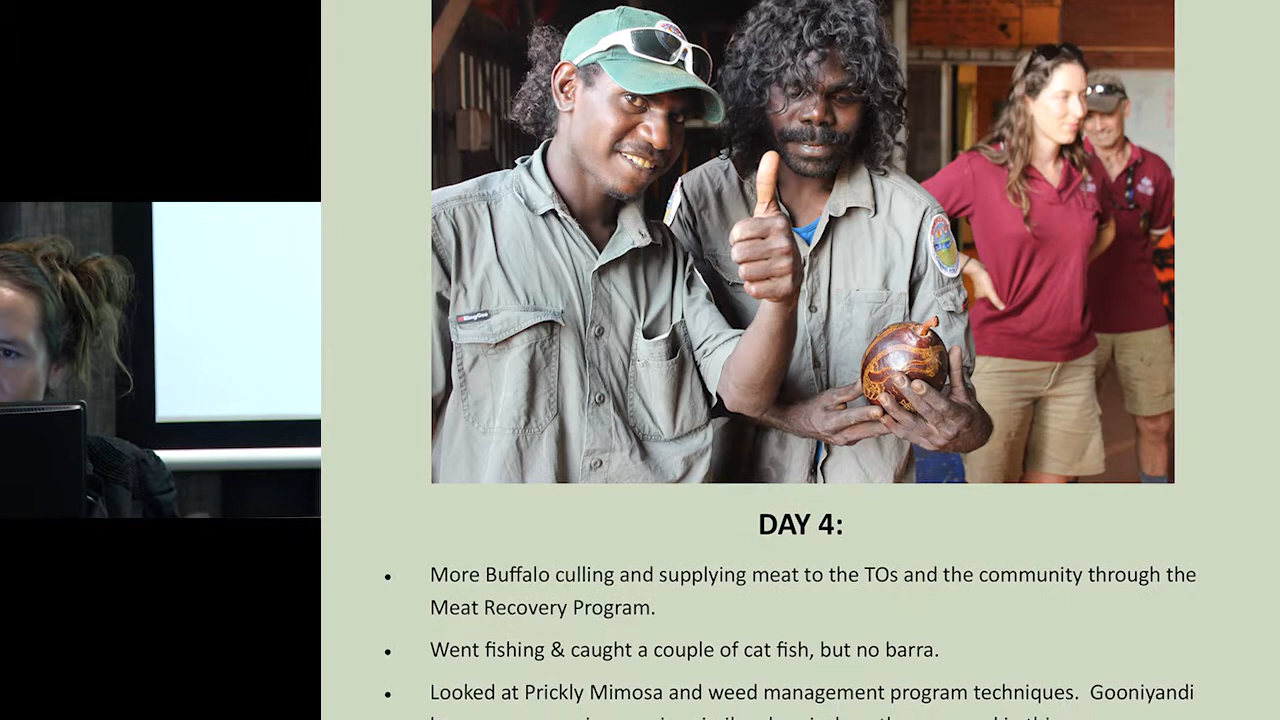 DAY 4:
• More Buffalo culling and supplying meat to the TOs and the community through the
Meat Recovery Program.
• Went fishing & caught a couple of cat fish, but no barra.
• Looked at Prickly Mimosa and weed management program techniques. Gooniyandi